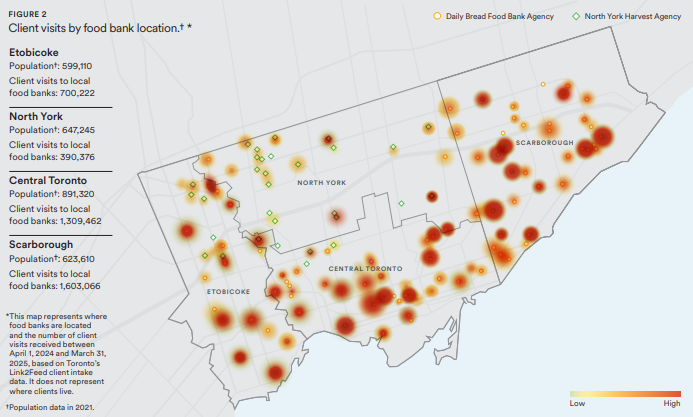 FIGURE 2
Client visits by food bank location.† *
Daily Bread Food Bank Agency
North York Harvest Agency
Etobicoke
Population†: 599,110
Client visits to local
food banks: 700,222
North York
Population†: 647,245
Client visits to local
food banks: 390,376
Central Toronto
Population†: 891,320
Client visits to local
food banks: 1,309,462
Scarborough
Population†: 623,610
Client visits to local
food banks: 1,603,066
*This map represents where
food banks are located
and the number of client
visits received between
April 1, 2024 and March 31,
2025, based on Toronto's
Link2Feed client intake
data. It does not represent
where clients live.
†Population data in 2021.
SCARBOROUGH
NORTH YORK
CENTRAL TORONTO
ETOBICOKE
Low
High